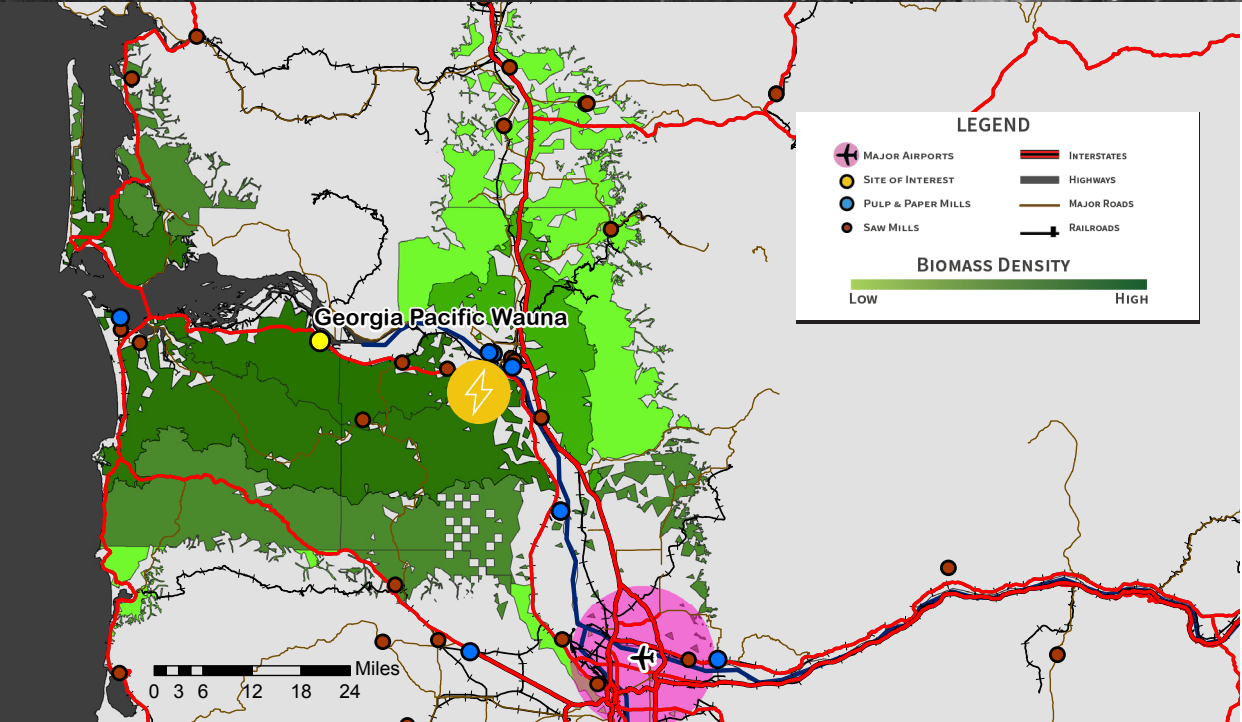 LEGEND
Major Airports
Interstates
Site of Interest
Highways
Pulp & Paper Mills
Major Roads
Saw Mills
Railroads
Biomass Density
Low
High
Georgia Pacific Wauna
Miles
0 3 6 12 18 24